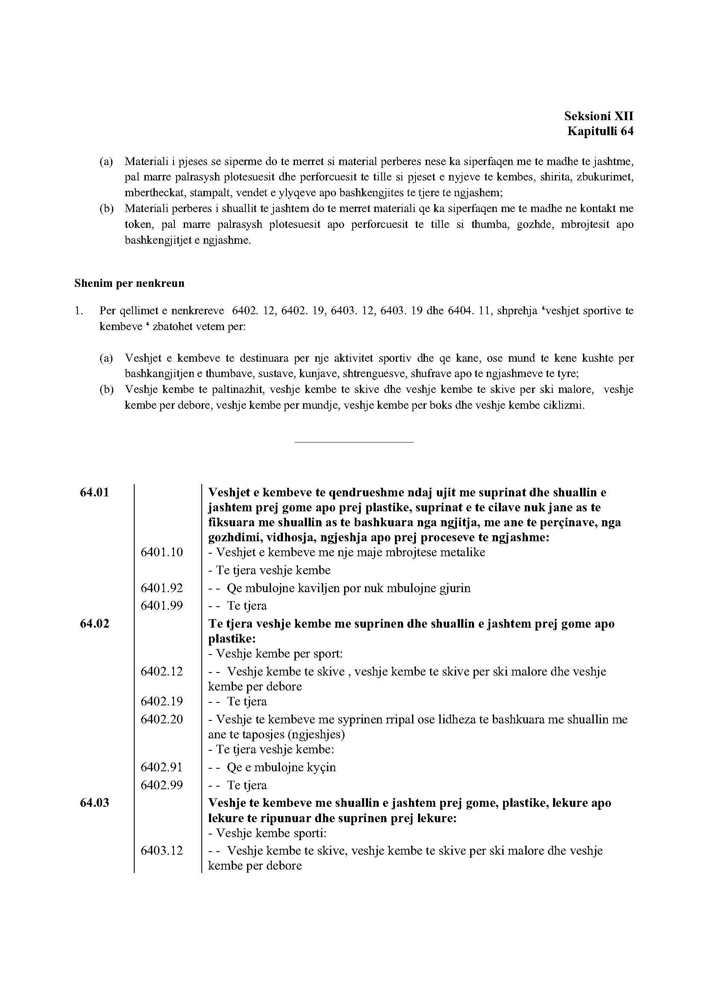 Seksioni XII
Kapitulli 64
(a) Materiali i pjeses se siperme do te merret si material perberes nese ka siperfaqen me te madhe te jashtme,
pal marre palrasysh plotesuesit dhe perforcuesit te tille si pjeset e nyjeve te kembes, shirita, zbukurimet,
mbertheckat, stampalt, vendet e ylyqeve apo bashkengjites te tjere te ngjashem;
(b) Materiali perberes i shuallit te jashtem do te merret materiali qe ka siperfaqen me te madhe ne kontakt me
token, pal marre palrasysh plotesuesit apo perforcuesit te tille si thumba, gozhde, mbrojtesit apo
bashkengjitjet e ngjashme.
Shenim per nenkreun
1. Per qellimet e nenkrereve 6402. 12, 6402. 19, 6403. 12, 6403. 19 dhe 6404. 11, shprehja ‘veshjet sportive te
kembeve ‘ zbatohet vetem per:
(a) Veshjet e kembeve te destinuara per nje aktivitet sportiv dhe qe kane, ose mund te kene kushte per
bashkangjitjen e thumbave, sustave, kunjave, shtrenguesve, shufrave apo te ngjashmeve te tyre;
(b) Veshje kembe te paltinazhit, veshje kembe te skive dhe veshje kembe te skive per ski malore, veshje
kembe per debore, veshje kembe per mundje, veshje kembe per boks dhe veshje kembe ciklizmi.
64.01 Veshjet e kembeve te qendrueshme ndaj ujit me suprinat dhe shuallin e
jashtem prej gome apo prej plastike, suprinat e te cilave nuk jane as te
fiksuara me shuallin as te bashkuara nga ngjitja, me ane te perçinave, nga
gozhdimi, vidhosja, ngjeshja apo prej proceseve te ngjashme:
6401.10 - Veshjet e kembeve me nje maje mbrojtese metalike
- Te tjera veshje kembe
6401.92 - - Qe mbulojne kaviljen por nuk mbulojne gjurin
6401.99 - - Te tjera
64.02 Te tjera veshje kembe me suprinen dhe shuallin e jashtem prej gome apo
plastike:
- Veshje kembe per sport:
6402.12 - - Veshje kembe te skive , veshje kembe te skive per ski malore dhe veshje
kembe per debore
6402.19 - - Te tjera
6402.20 - Veshje te kembeve me syprinen rripal ose lidheza te bashkuara me shuallin me
ane te taposjes (ngjeshjes)
- Te tjera veshje kembe:
6402.91 - - Qe e mbulojne kyçin
6402.99 - - Te tjera
64.03 Veshje te kembeve me shuallin e jashtem prej gome, plastike, lekure apo
lekure te ripunuar dhe suprinen prej lekure:
- Veshje kembe sporti:
6403.12 - - Veshje kembe te skive, veshje kembe te skive per ski malore dhe veshje
kembe per debore